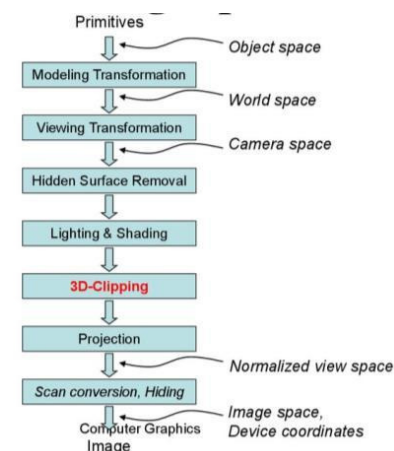 Primitives
Object space
Modeling Transformation
World space
Viewing Transformation
Camera space
Hidden Surface Removal
Lighting & Shading
3D-Clipping
Projection
Normalized view space
Scan conversion, Hiding
Image space,
Device coordinates
Computer Graphics
Image